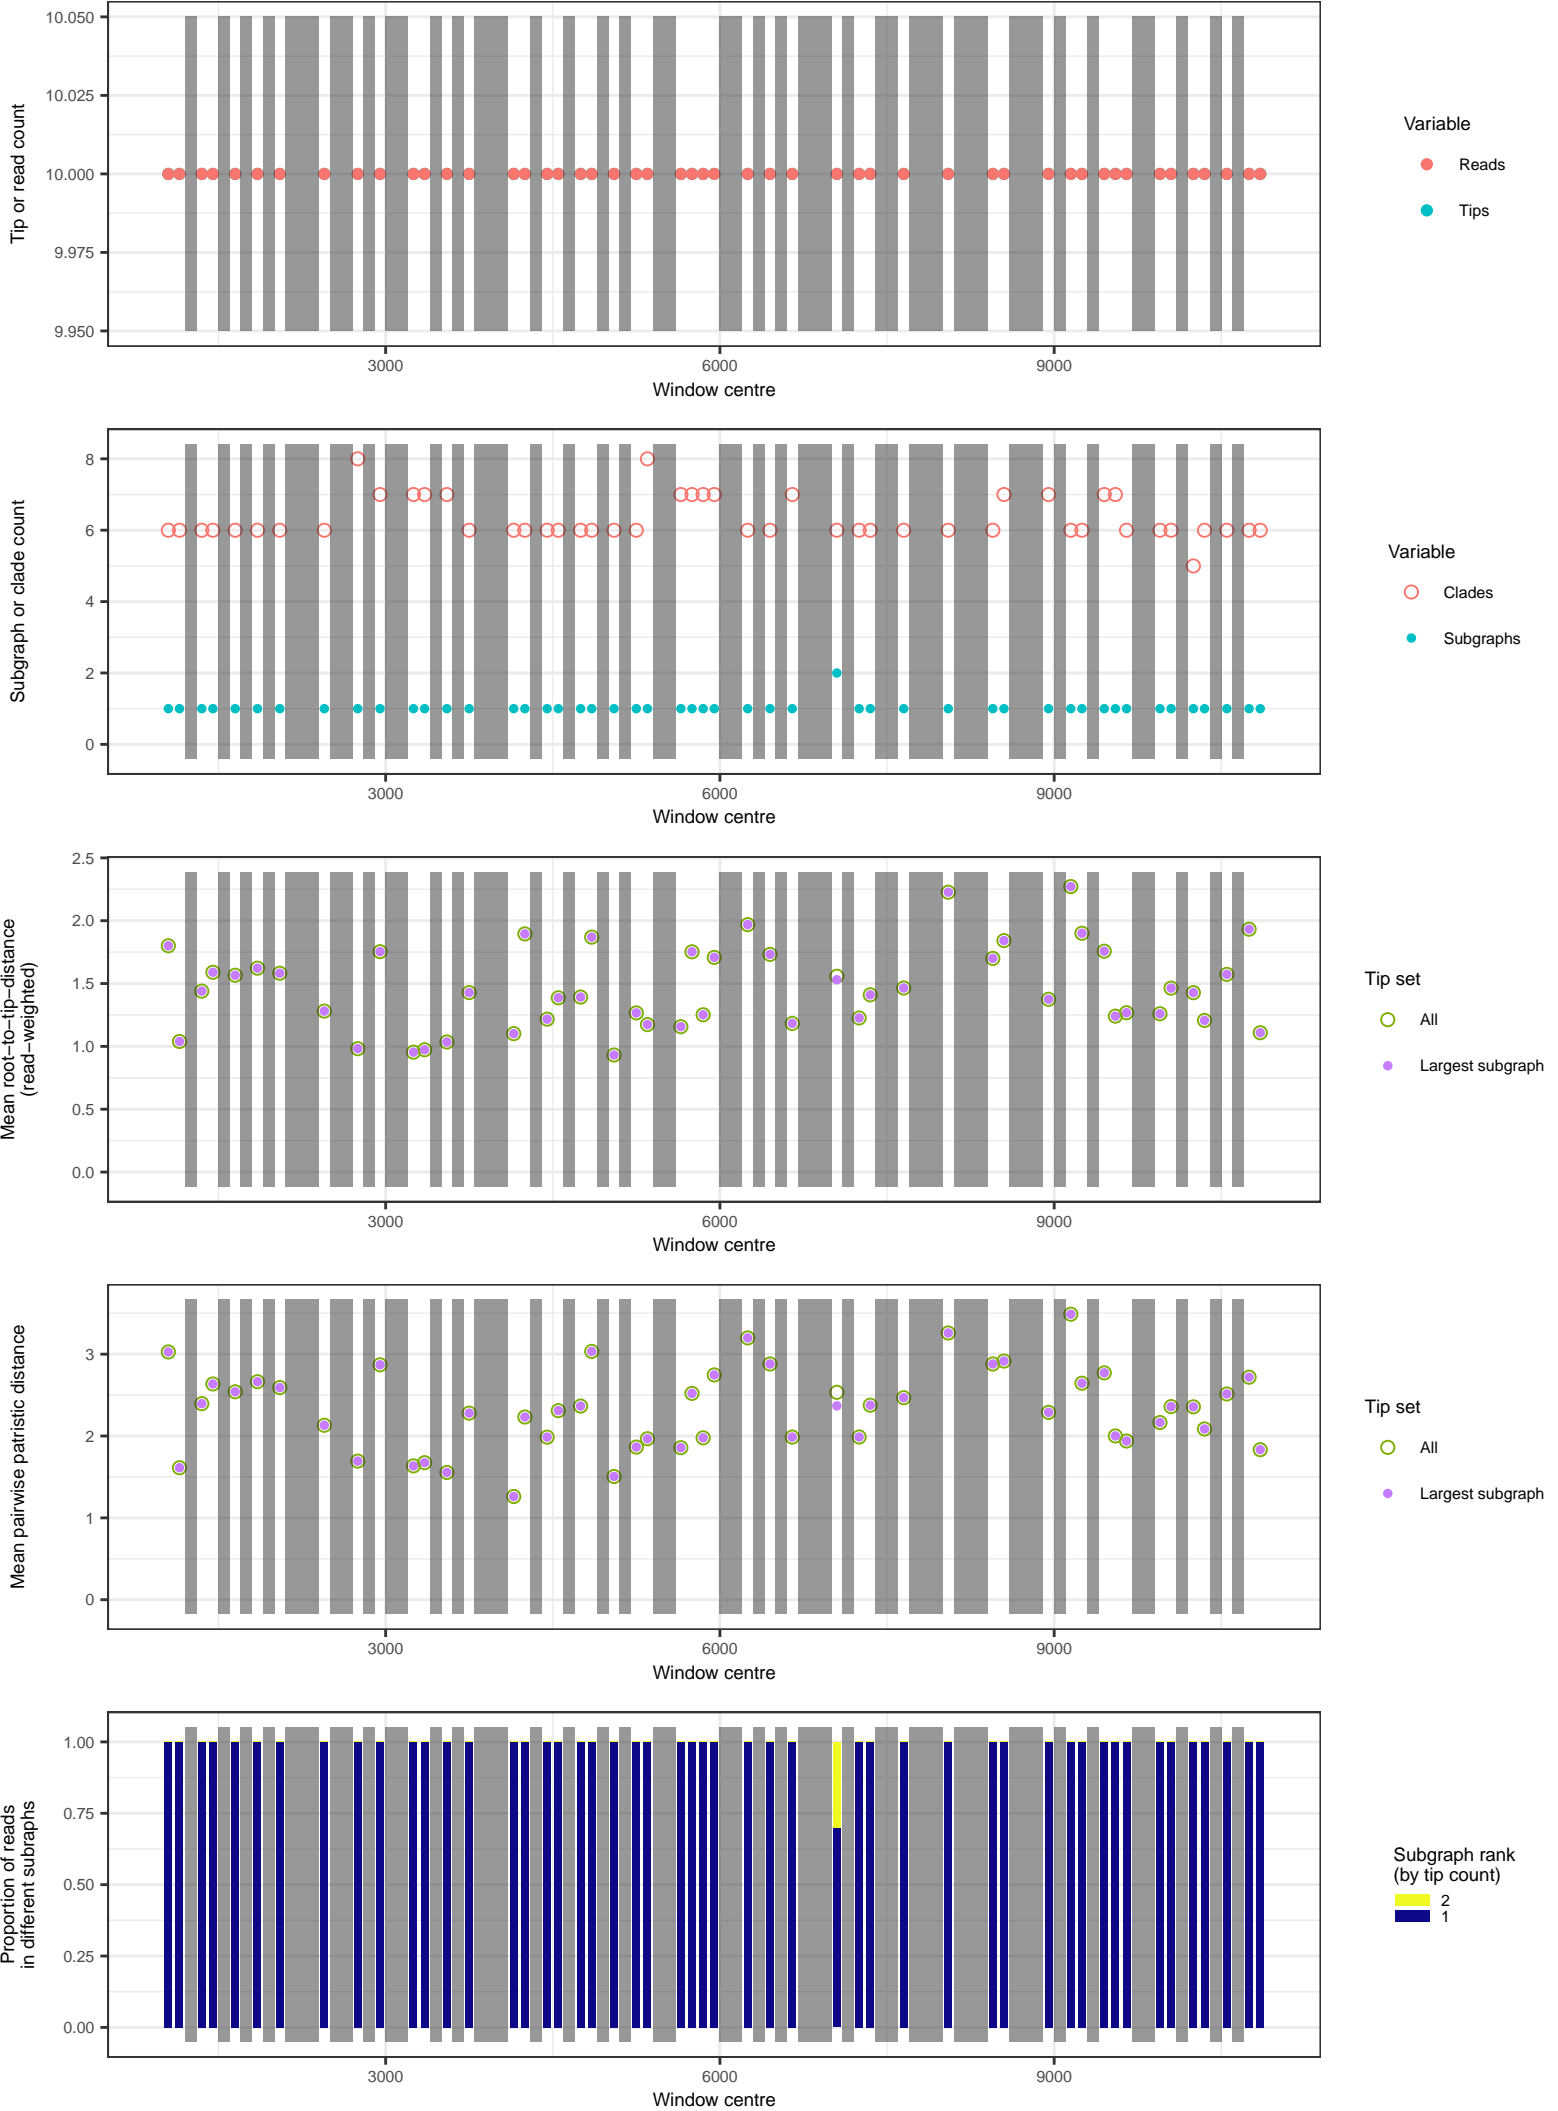 10.050
10.025
10.000
9.975
9.950
Tip or read count
3000
6000
9000
Window centre
Variable
Reads
Tips
8
6
4
2
0
Subgraph or clade count
3000
6000
9000
Window centre
Variable
Clades
Subgraphs
2.5
2.0
1.5
1.0
0.5
0.0
Mean root−to−tip−distance
(read−weighted)
3000
6000
9000
Window centre
Tip set
All
Largest subgraph
3
2
1
0
Mean pairwise patristic distance
3000
6000
9000
Window centre
Tip set
All
Largest subgraph
1.00
0.75
0.50
0.25
0.00
Proportion of reads
in different subraphs
3000
6000
9000
Window centre
Subgraph rank
(by tip count)
2
1